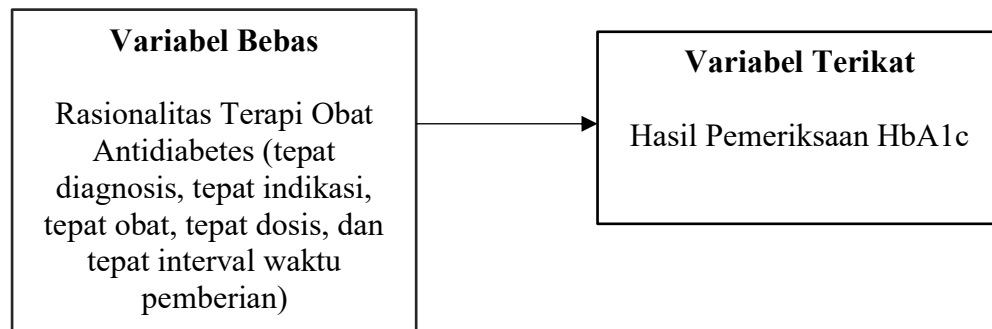 Variabel Bebas
Rasionalitas Terapi Obat
Antidiabetes (tepat
diagnosis, tepat indikasi,
tepat obat, tepat dosis, dan
tepat interval waktu
pemberian)
Variabel Terikat
Hasil Pemeriksaan HbA1c